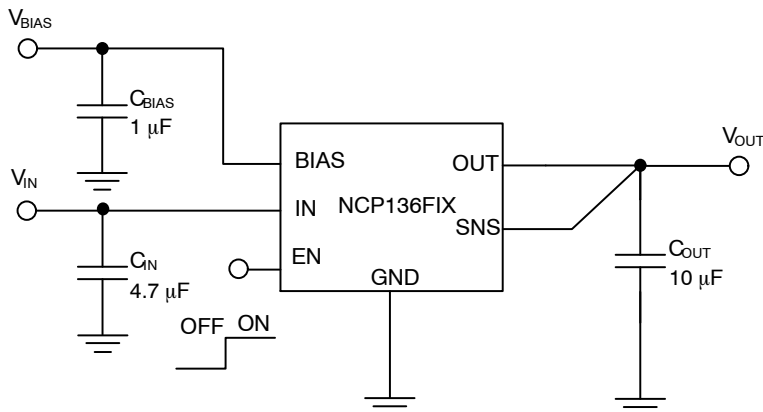 VBIAS
CBIAS
1 μF
VIN
CIN
4.7 μF
BIAS
IN
EN
OUT
NCP136FIX
SNS
GND
OFF ON
VOUT
COUT
10 μF